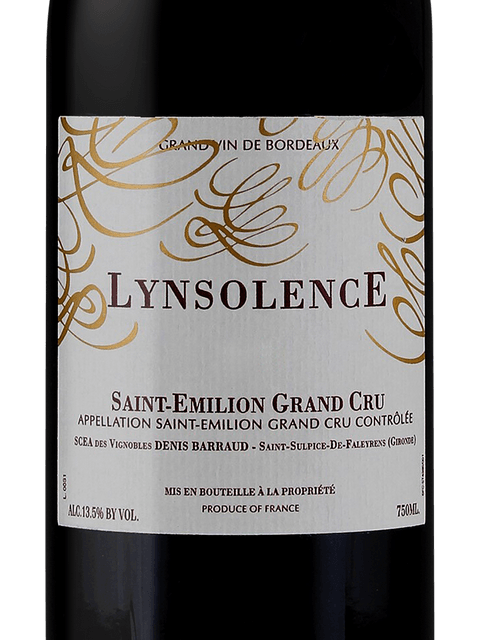 GRAND VIN DE BORDEAUX
LYNSOLENCE
SAINT-EMILION GRAND CRU
APPELLATION SAINT-EMILION GRAND CRU CONTRÔLÉE
SCEA DES VIGNOBLES DENIS BARRAUD - SAINT-SULPICE-DE-FALEYRENS (GIRONDE)
MIS EN BOUTEILLE À LA PROPRIÉTÉ
ALC.13.5% BY VOL.
PRODUCE OF FRANCE
750ML.